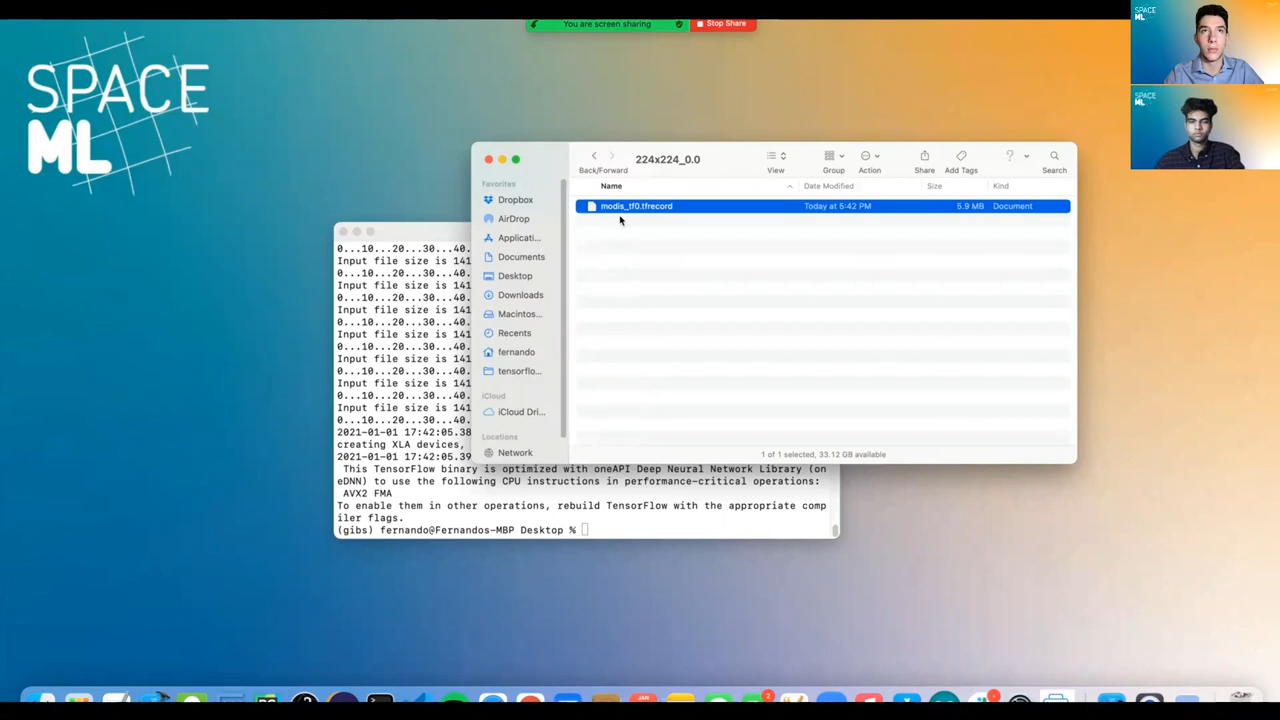 You are screen sharing
Stop Share
SPACE
ML
SPACE
ML
SPACE
ML
224x224_0.0
Back/Forward
View
Group
Action
Share
Add Tags
Search
Name
Date Modified
Size
Kind
modis_tf0.tfrecord
Today at 5:42 PM
5.9 MB
Document
Favorites
Dropbox
AirDrop
Applicati...
Documents
Desktop
Downloads
Macintos...
Recents
fernando
tensorflo...
iCloud
iCloud Dri...
Locations
Network
1 of 1 selected, 33.12 GB available
0...10...20...30...40.
Input file size is 141
0...10...20...30...40.
Input file size is 141
0...10...20...30...40.
Input file size is 141
0...10...20...30...40.
Input file size is 141
0...10...20...30...40.
Input file size is 141
0...10...20...30...40.
Input file size is 141
0...10...20...30...40.
Input file size is 141
0...10...20...30...40.
2021-01-01 17:42:05.38
creating XLA devices,
2021-01-01 17:42:05.39
This TensorFlow binary is optimized with oneAPI Deep Neural Network Library (on
eDNN) to use the following CPU instructions in performance-critical operations:
AVX2 FMA
To enable them in other operations, rebuild TensorFlow with the appropriate comp
iler flags.
(gibs) fernando@Fernandos-MBP Desktop %
JAN
2